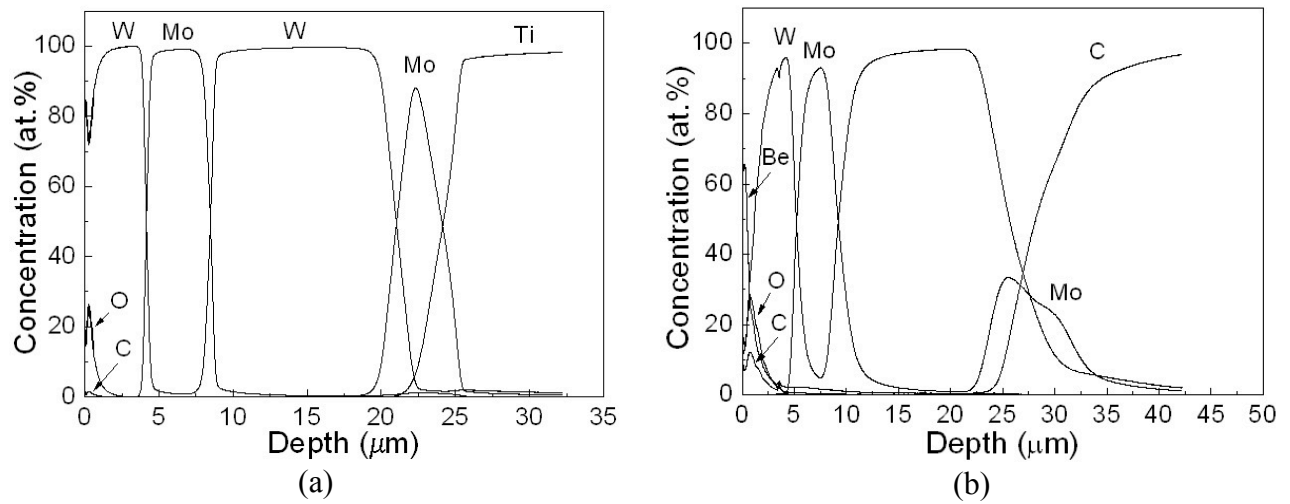 W Mo W Ti
Mo
100
80
60
40
20
0
O
C
Concentration (at.%)
0 5 10 15 20 25 30 35
Depth (μm)
(a)
W
Mo
C
100
80
60
40
20
0
Be
O
C
Mo
Concentration (at.%)
0 5 10 15 20 25 30 35 40 45 50
Depth (μm)
(b)